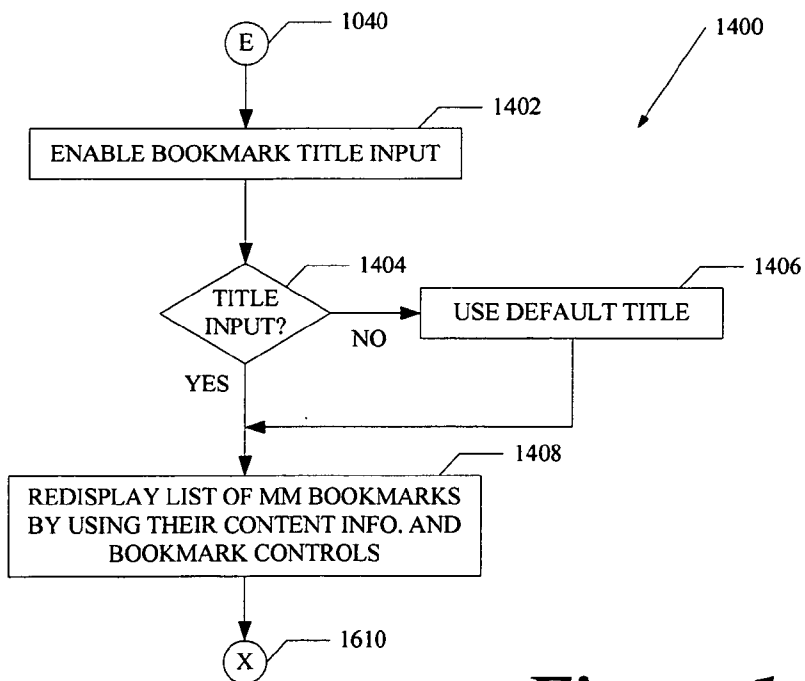 E
1040
1400
1402
ENABLE BOOKMARK TITLE INPUT
1404
TITLE
INPUT?
1406
USE DEFAULT TITLE
NO
YES
1408
REDISPLAY LIST OF MM BOOKMARKS
BY USING THEIR CONTENT INFO. AND
BOOKMARK CONTROLS
X
1610